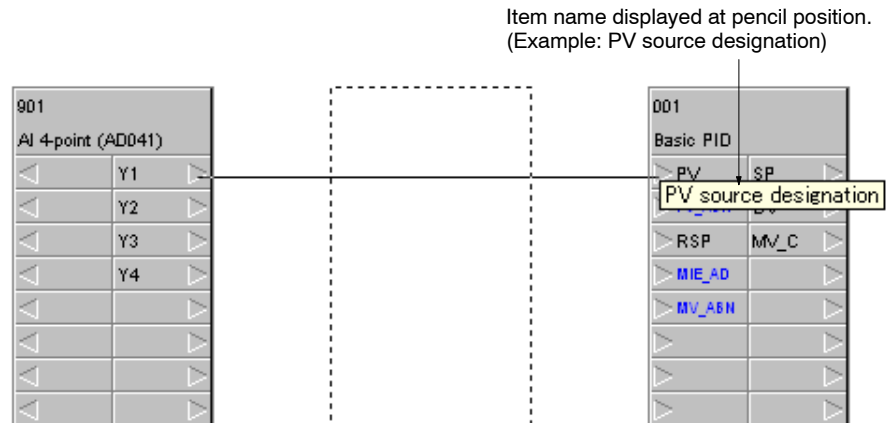 Item name displayed at pencil position.
(Example: PV source designation)
901
AI 4-point (AD041)
Y1
Y2
Y3
Y4
001
Basic PID
PV SP
PV source designation
RSP MV_C
MIE_AD
MV_ABN